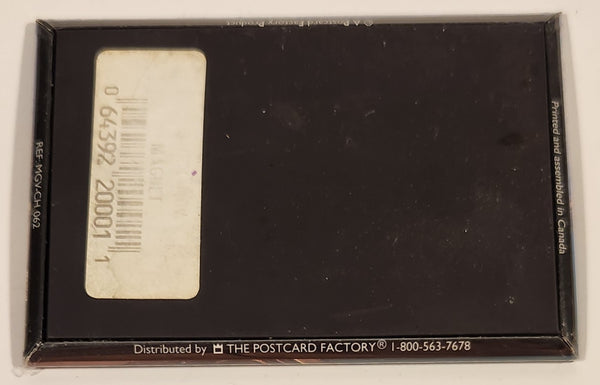 © A Postcard Factory Product
MAGNET
0 64392 20001 1
REF: MGV-CH 062
Printed and assembled in Canada
Distributed by THE POSTCARD FACTORY® 1-800-563-7678